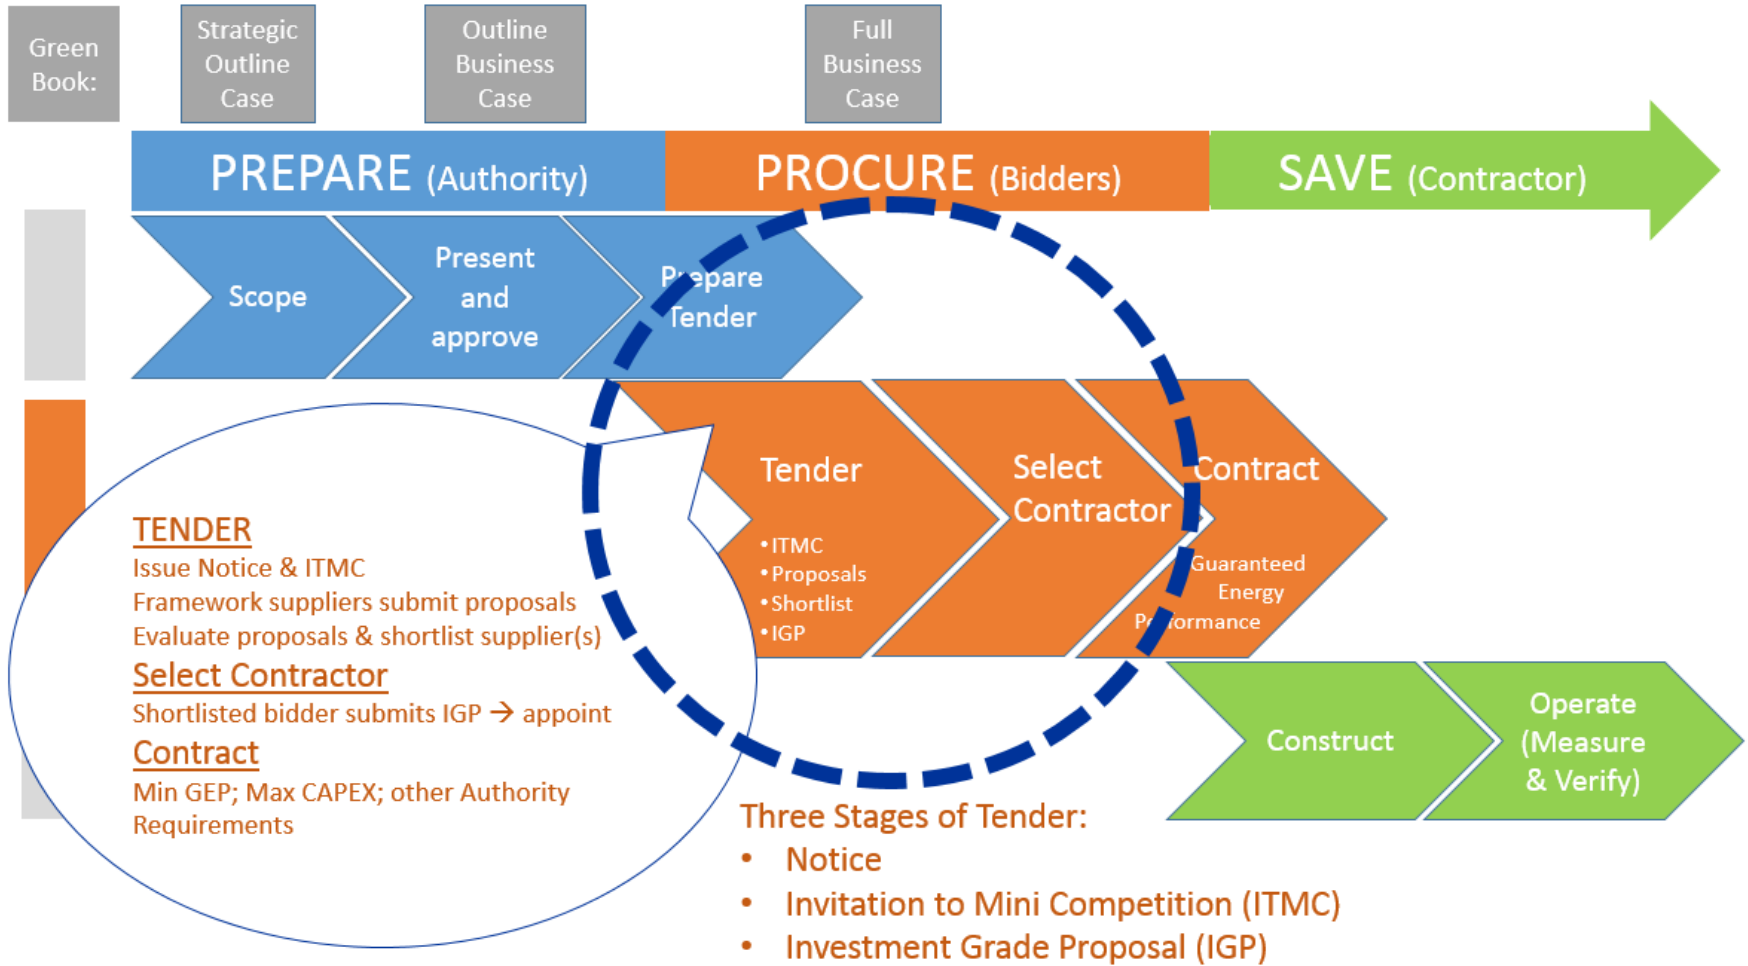 Green
Book:
Strategic
Outline
Case
Outline
Business
Case
Full
Business
Case
PREPARE (Authority)
PROCURE (Bidders)
SAVE (Contractor)
Scope
Present
and
approve
Prepare
Tender
Tender
• ITMC
• Proposals
• Shortlist
• IGP
Select
Contractor
Contract
Guaranteed
Energy
Performance
TENDER
Issue Notice & ITMC
Framework suppliers submit proposals
Evaluate proposals & shortlist supplier(s)
Select Contractor
Shortlisted bidder submits IGP → appoint
Contract
Min GEP; Max CAPEX; other Authority
Requirements
Construct
Operate
(Measure
& Verify)
Three Stages of Tender:
• Notice
• Invitation to Mini Competition (ITMC)
• Investment Grade Proposal (IGP)